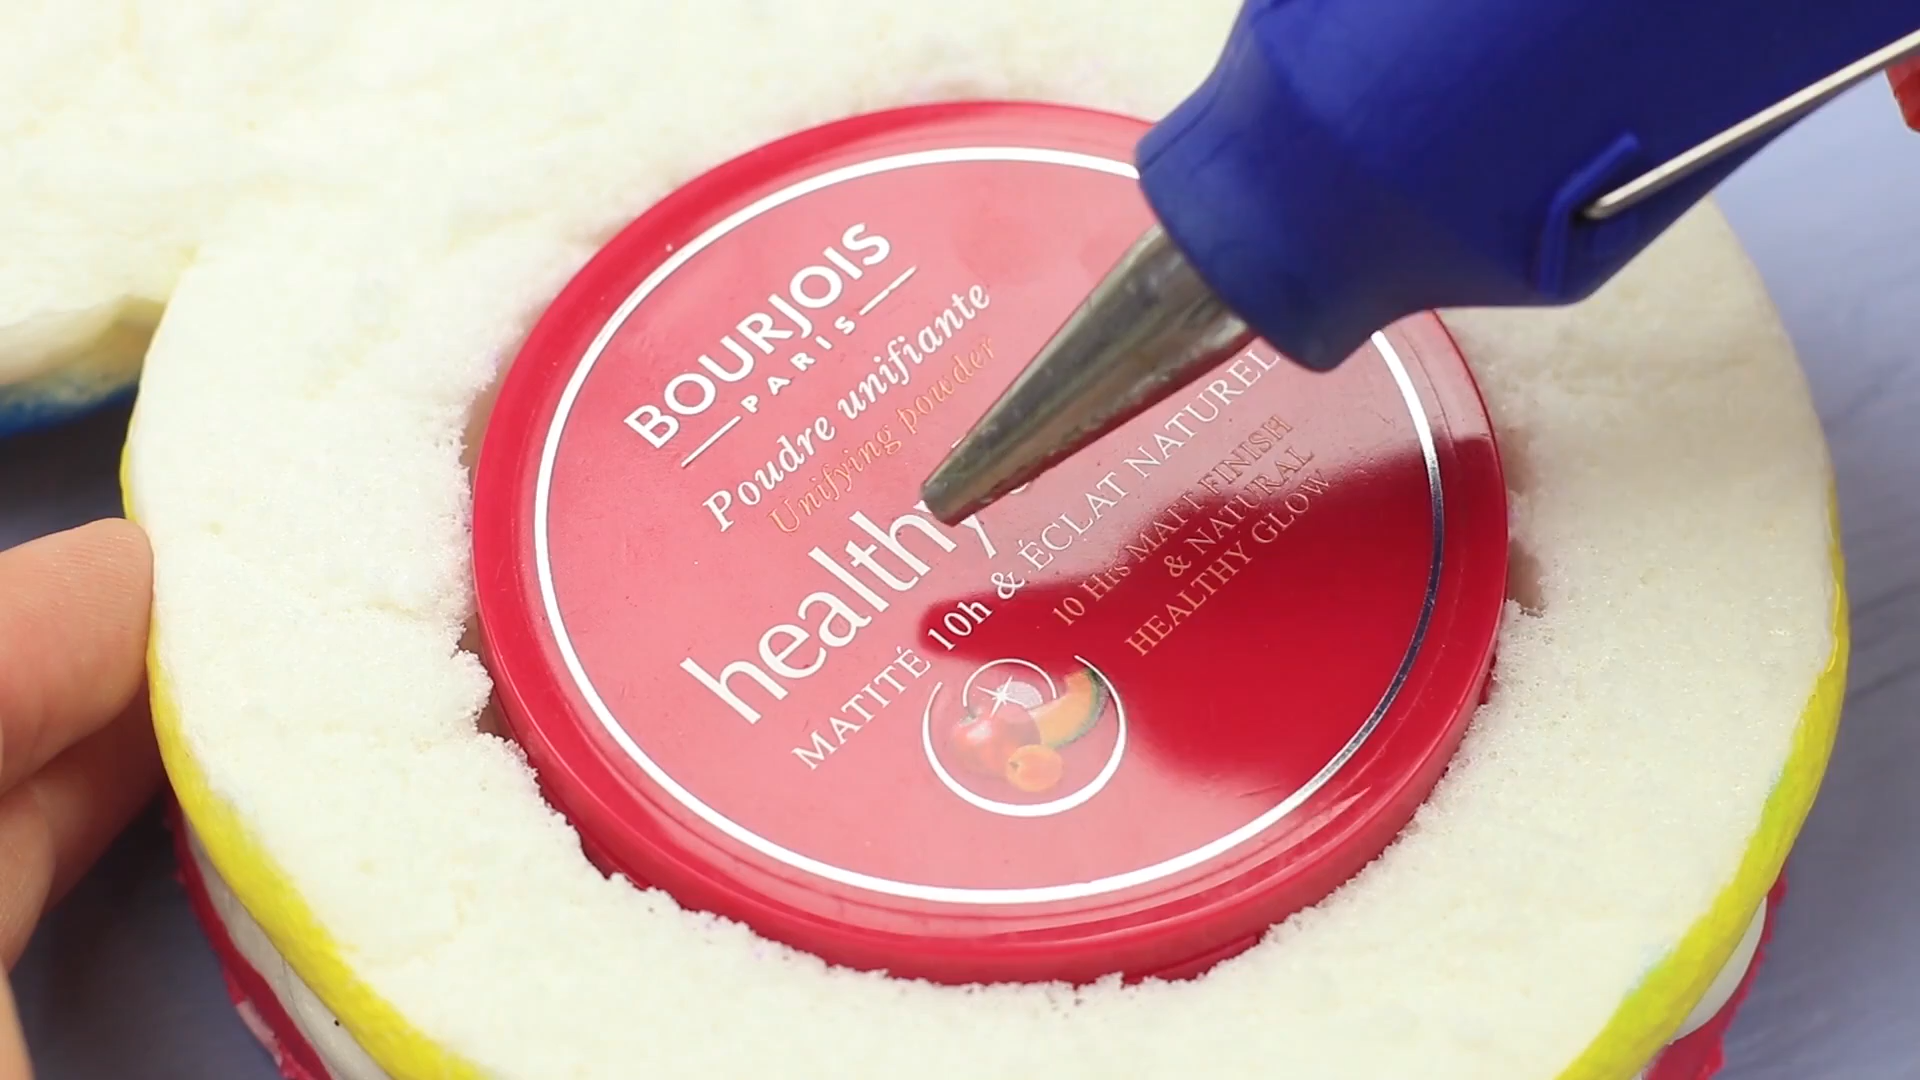 BOURJOIS
PARIS
Poudre unifiante
Unifying powder
healthy
MATITÉ 10h & ÉCLAT NATUREL
10 Hrs MATT FINISH
& NATURAL
HEALTHY GLOW